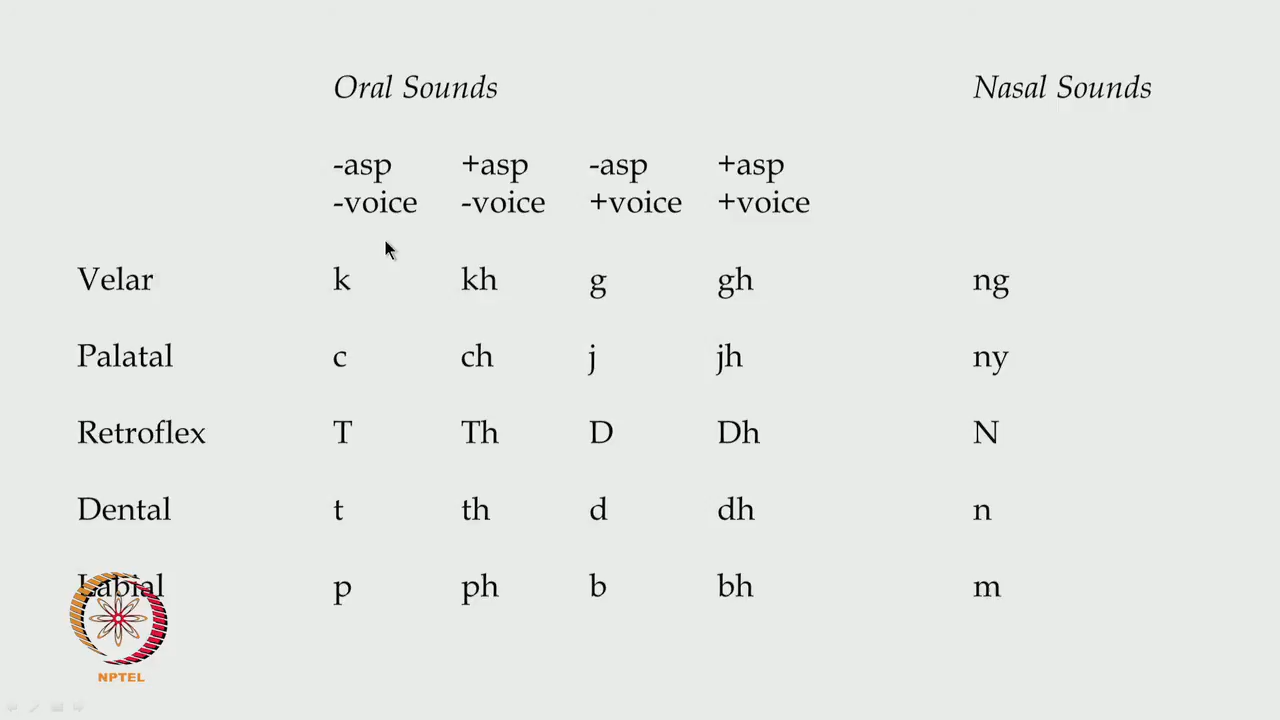 Oral Sounds Nasal Sounds
-asp +asp -asp +asp
-voice -voice +voice +voice
Velar k kh g gh ng
Palatal c ch j jh ny
Retroflex T Th D Dh N
Dental t th d dh n
Labial p ph b bh m
NPTEL